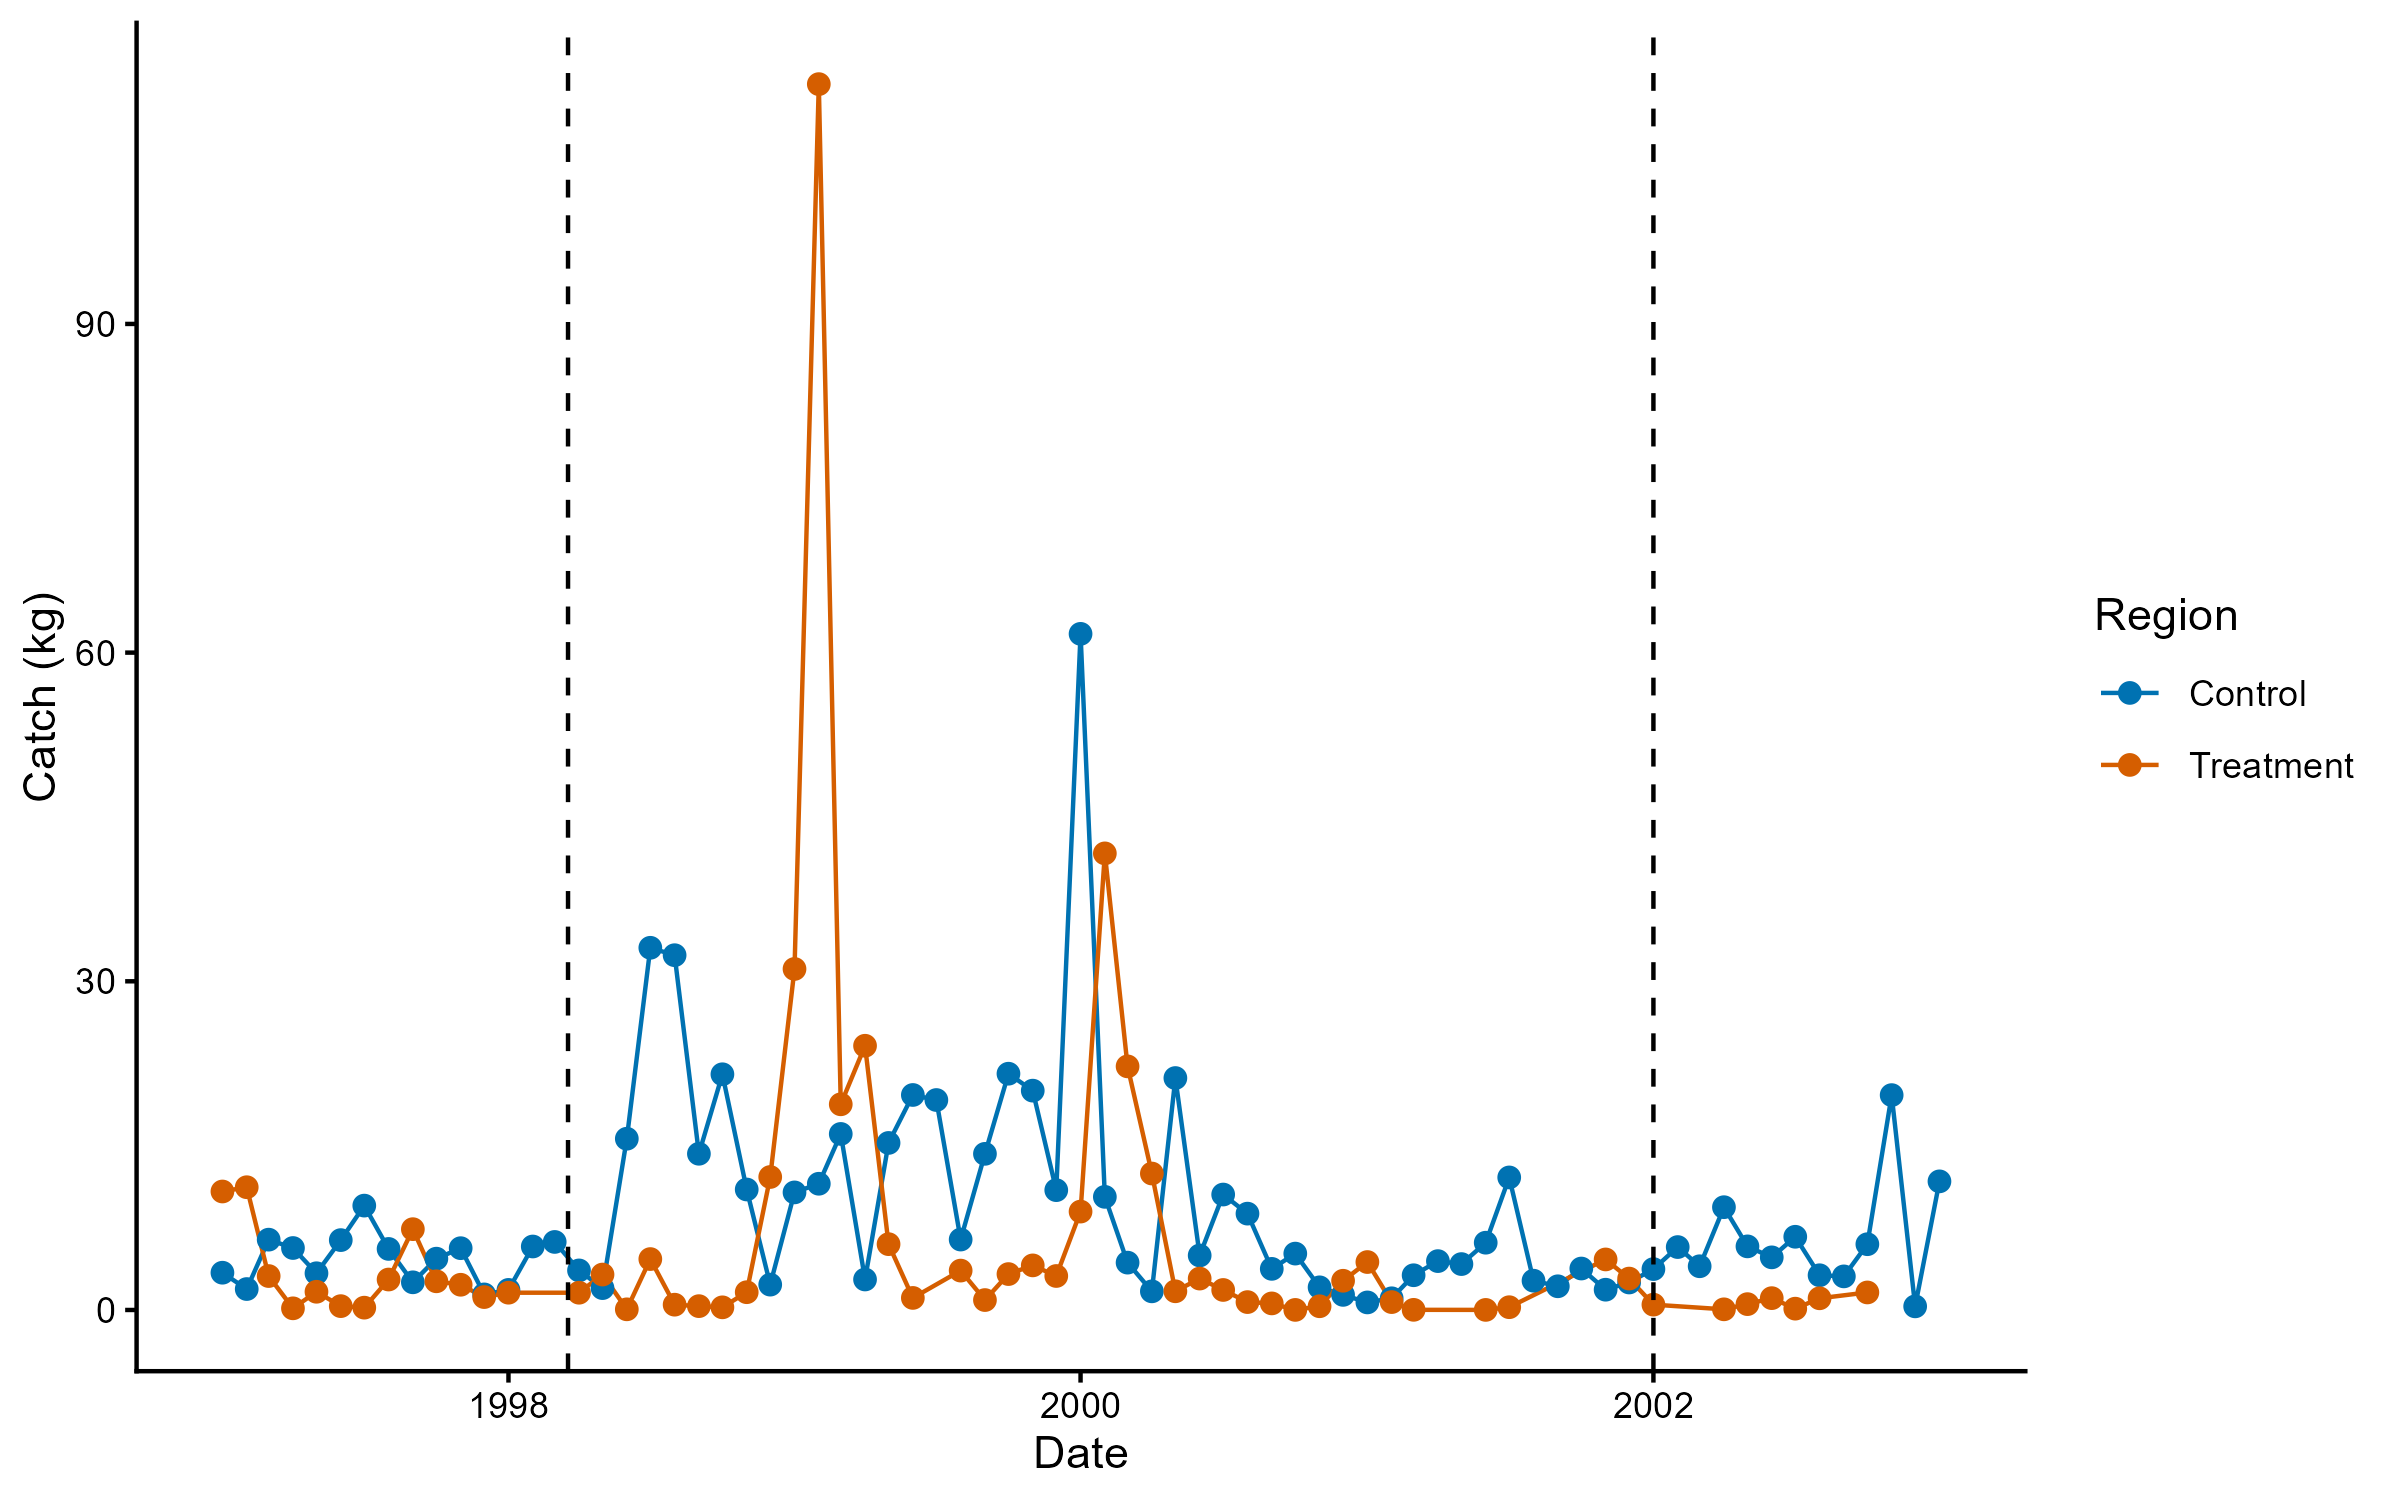 Catch (kg)
90
60
30
0
1998
2000
2002
Date
Region
Control
Treatment